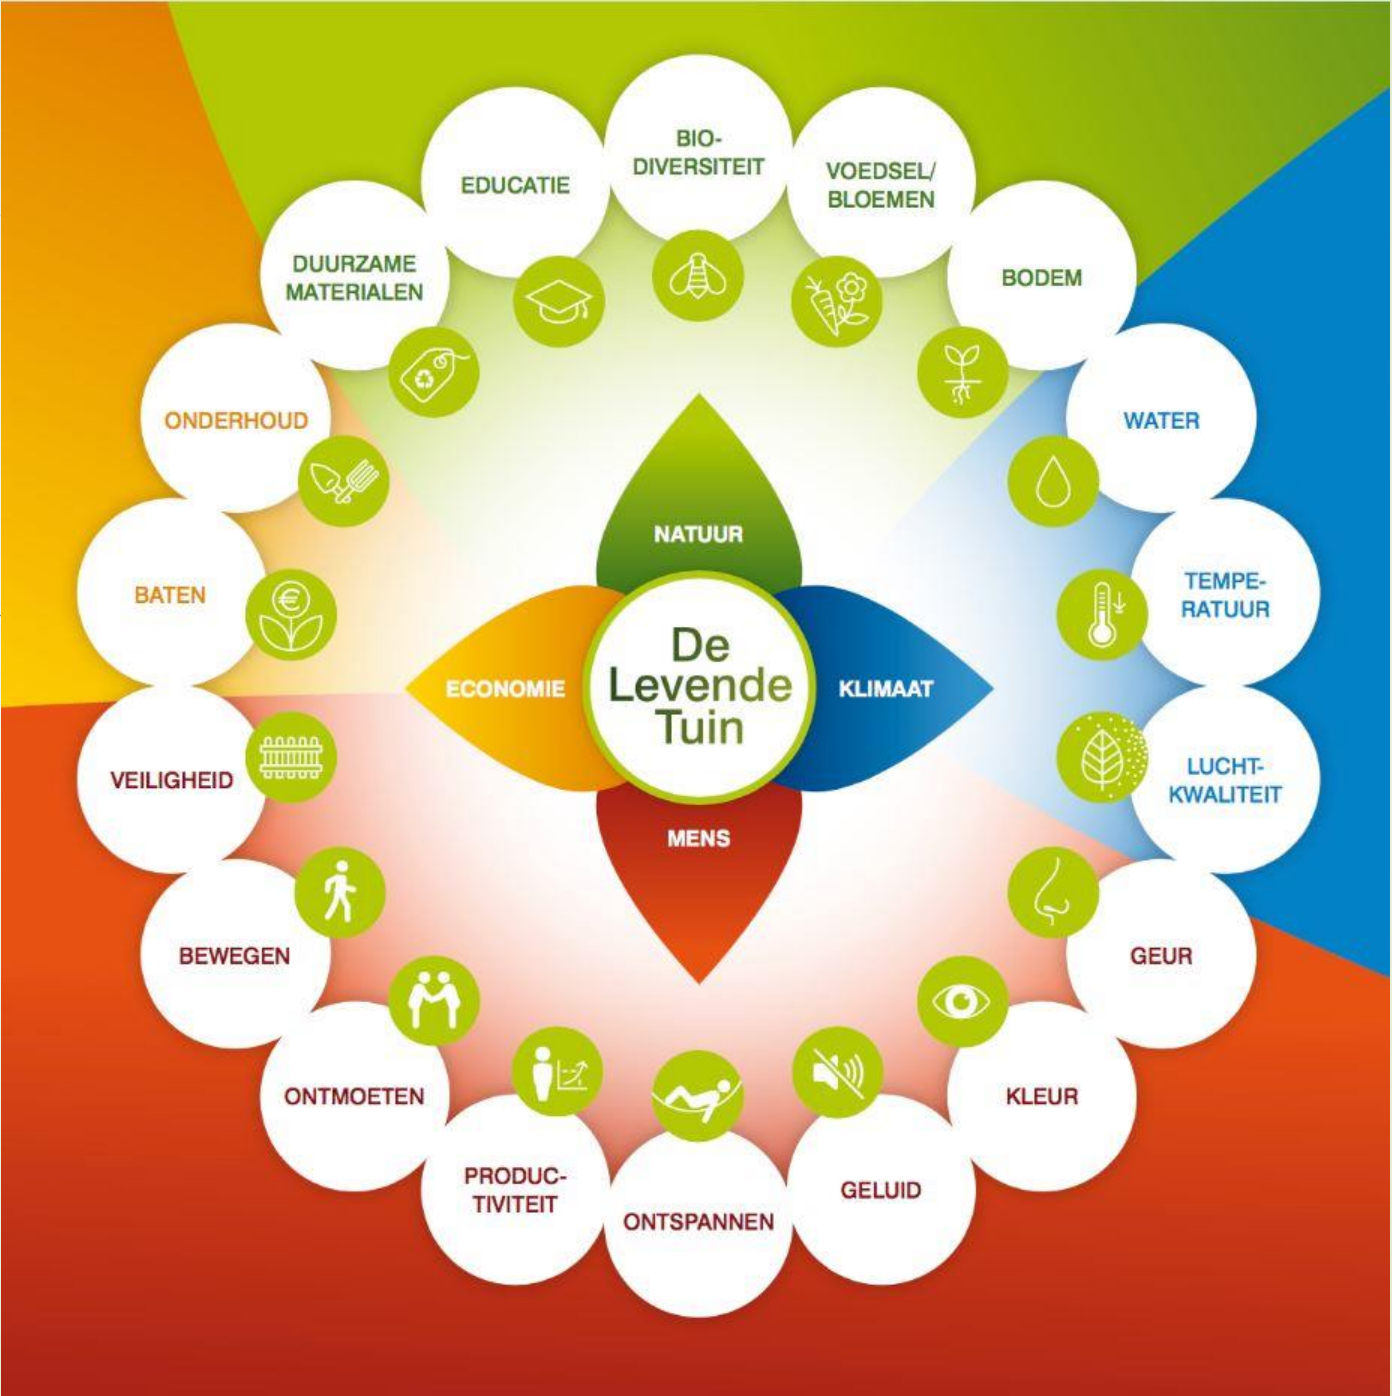 BIO-
DIVERSITEIT
VOEDSEL/
BLOEMEN
BODEM
WATER
TEMPE-
RATUUR
LUCHT-
KWALITEIT
GEUR
KLEUR
GELUID
ONTSPANNEN
PRODUC-
TIVITEIT
ONTMOETEN
BEWEGEN
VEILIGHEID
BATEN
€
ONDERHOUD
DUURZAME
MATERIALEN
EDUCATIE
NATUUR
KLIMAAT
MENS
ECONOMIE
De
Levende
Tuin